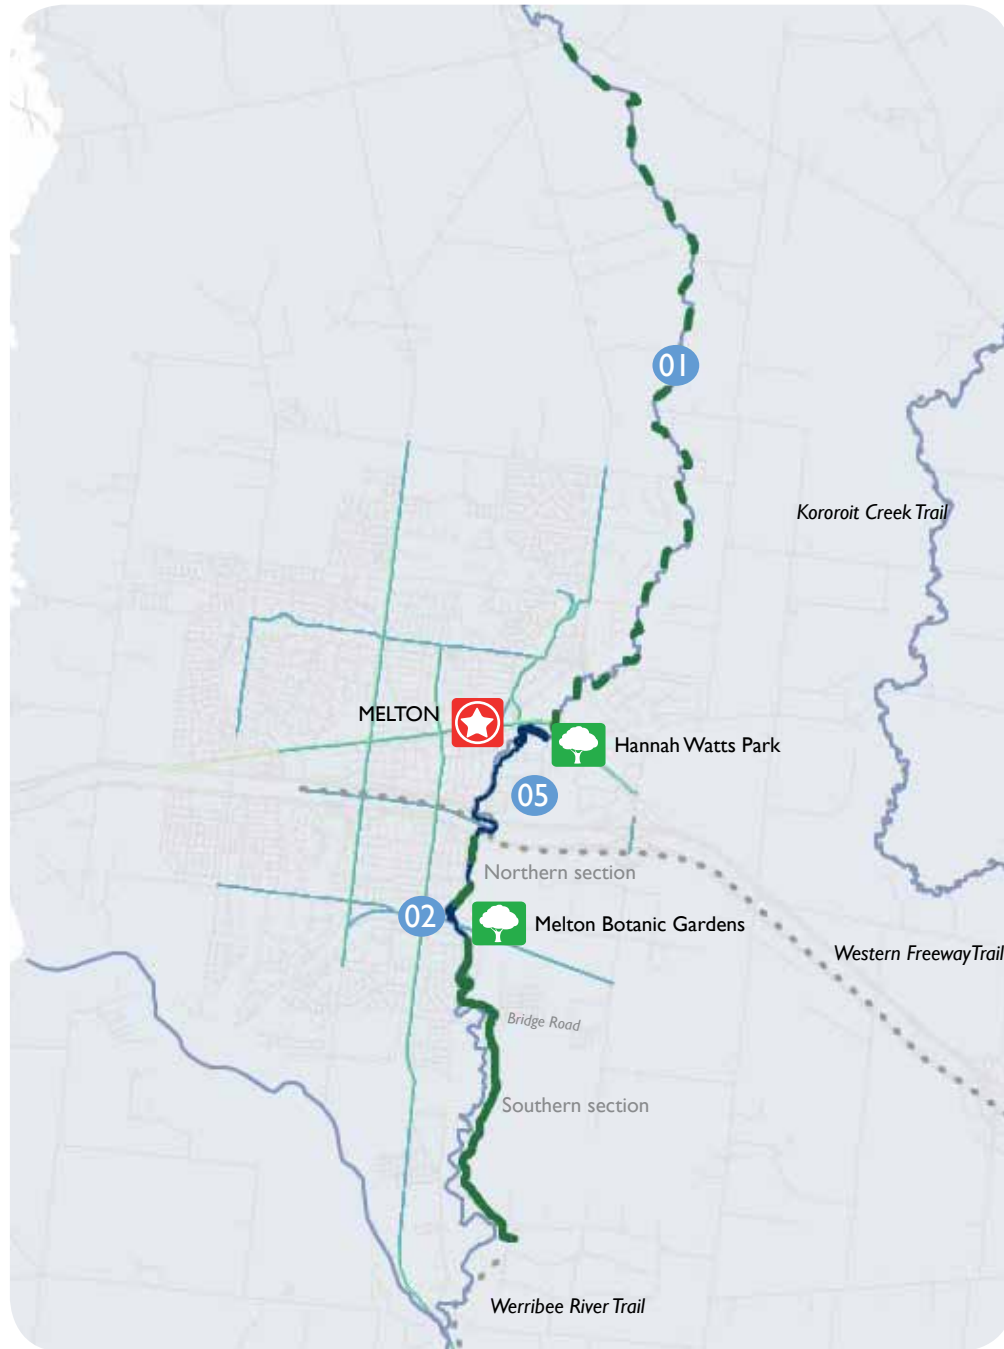 01
Kororoit Creek Trail
MELTON
Hannah Watts Park
05
Northern section
02
Melton Botanic Gardens
Western Freeway Trail
Bridge Road
Southern section
Werribee River Trail